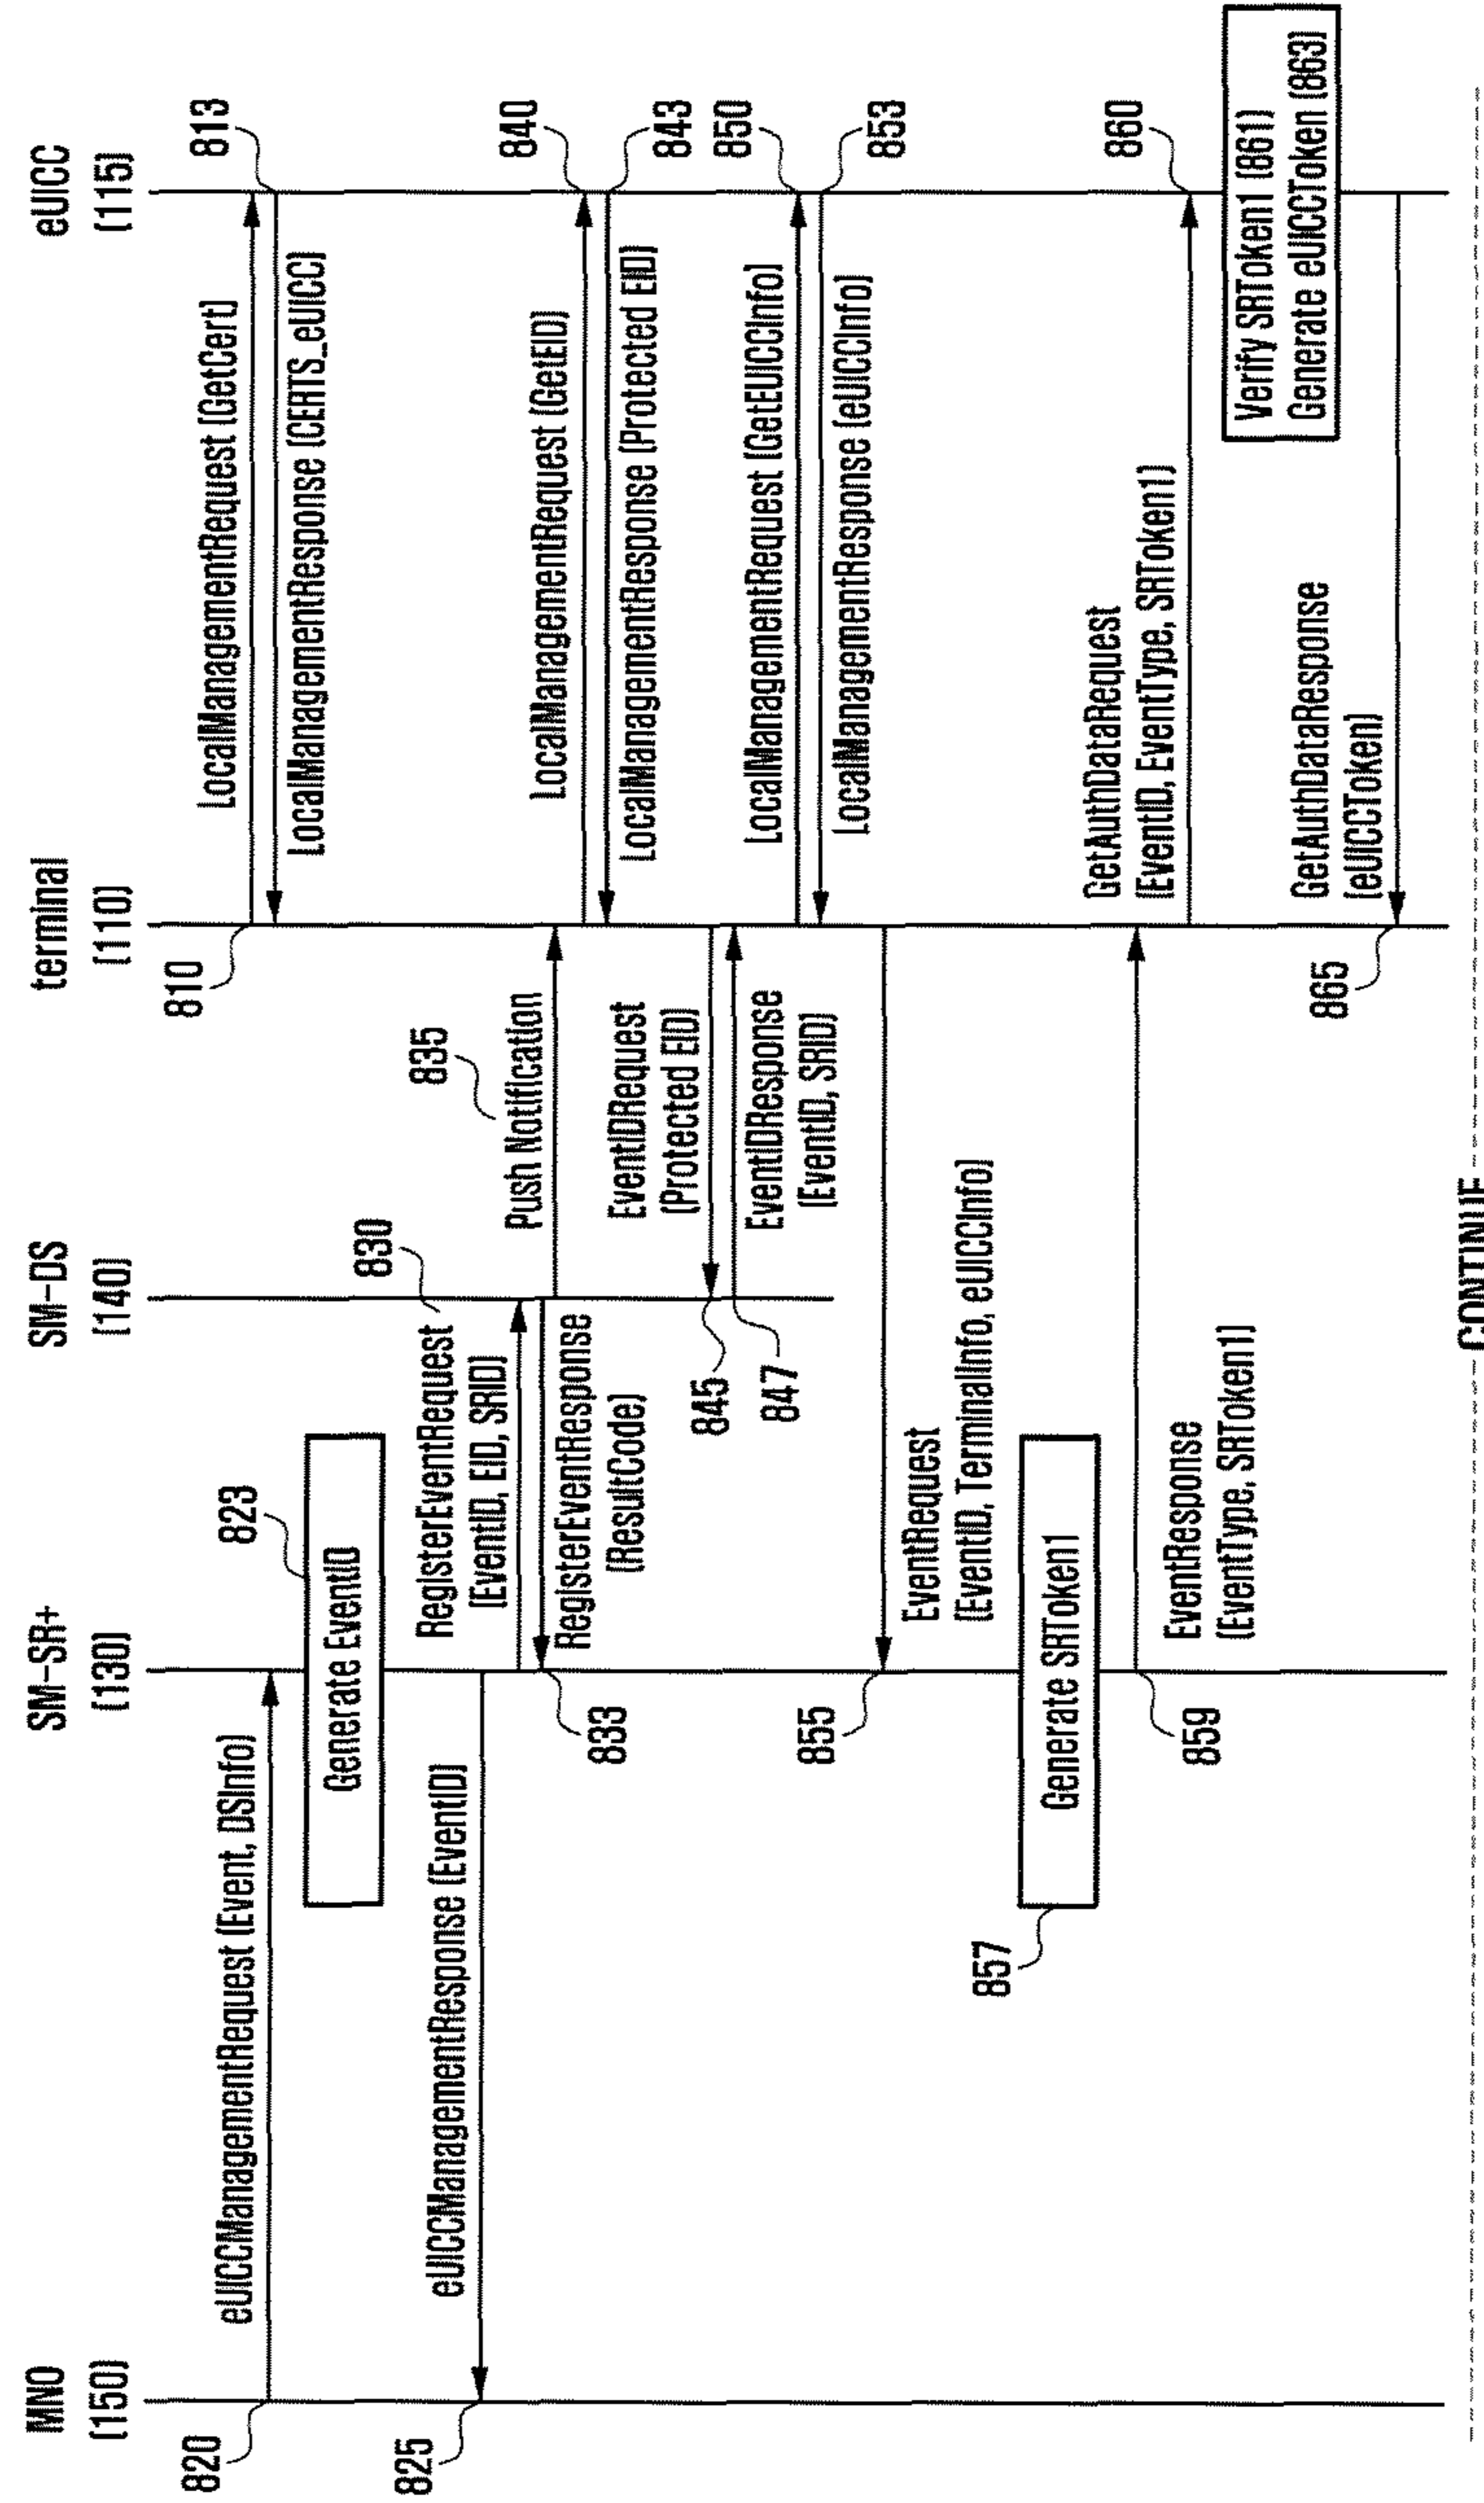 MNO
(150)
SM-SR+
(130)
SM-DS
(140)
terminal
(110)
eUICC
(115)
810
LocalManagementRequest (GetCert)
813
LocalManagementResponse (CERTS_eUICC)
820
eUICCManagementRequest (Event, DSInfo)
823
Generate EventID
825
eUICCManagementResponse (EventID)
830
RegisterEventRequest
(EventID, EID, SRID)
833
RegisterEventResponse
(ResultCode)
835
Push Notification
840
LocalManagementRequest (GetEID)
843
LocalManagementResponse (Protected EID)
845
EventIDRequest
(Protected EID)
847
EventIDResponse
(EventID, SRID)
850
LocalManagementRequest (GetEUICCInfo)
853
LocalManagementResponse (eUICCInfo)
855
EventRequest
(EventID, TerminalInfo, eUICCInfo)
857
Generate SRToken1
859
EventResponse
(EventType, SRToken1)
860
GetAuthDataRequest
(EventID, EventType, SRToken1)
Verify SRToken1 (861)
Generate eUICCToken (863)
865
GetAuthDataResponse
(eUICCToken)
CONTINUE